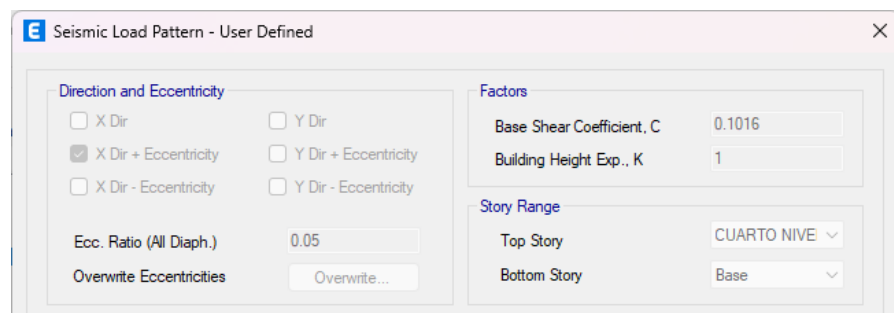 E Seismic Load Pattern - User Defined
Direction and Eccentricity
X Dir
Y Dir
X Dir + Eccentricity
Y Dir + Eccentricity
X Dir - Eccentricity
Y Dir - Eccentricity
Ecc. Ratio (All Diaph.) 0.05
Overwrite Eccentricities Overwrite...
Factors
Base Shear Coefficient, C 0.1016
Building Height Exp., K 1
Story Range
Top Story CUARTO NIVE
Bottom Story Base